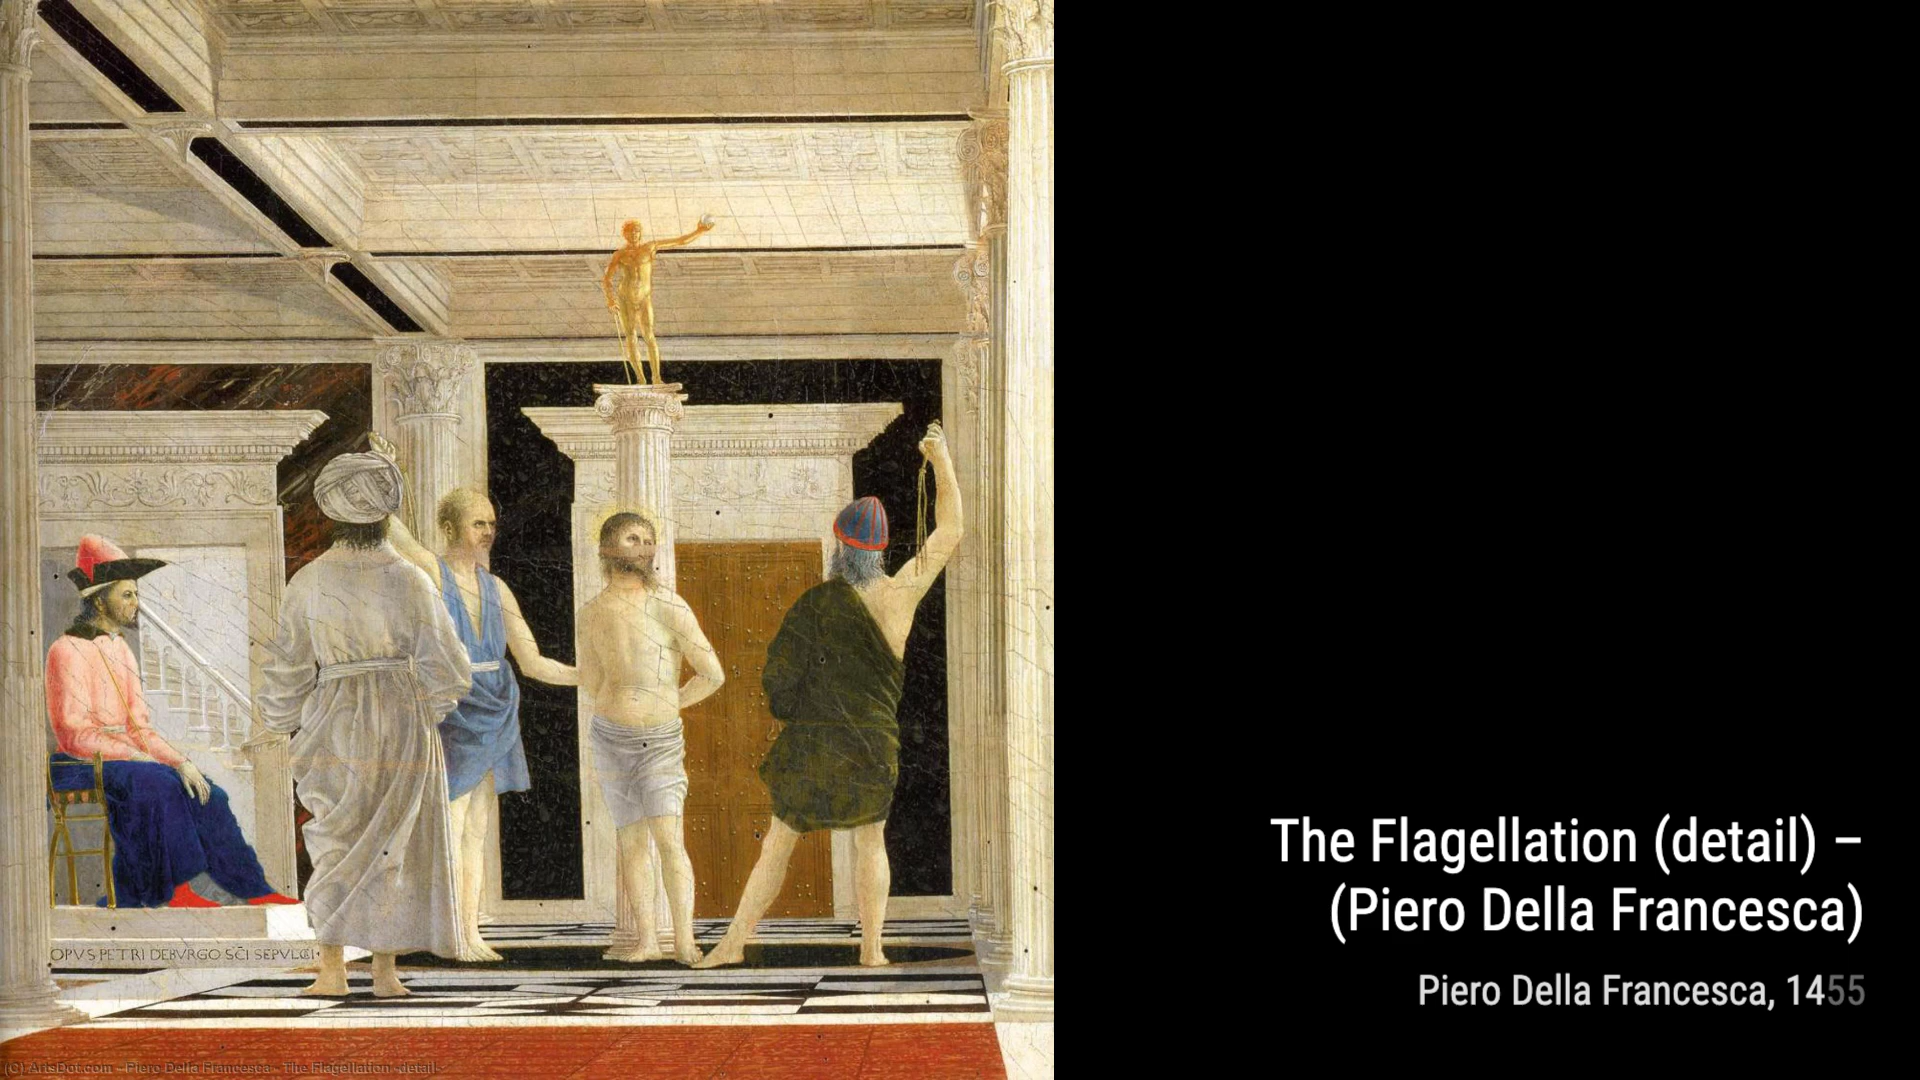 OPVS PETRI DEBVRGO SC̄I SEPVLCRI
The Flagellation (detail) –
(Piero Della Francesca)
Piero Della Francesca, 1455
(C) ArtsDot.com - Piero Della Francesca - The Flagellation -detail-